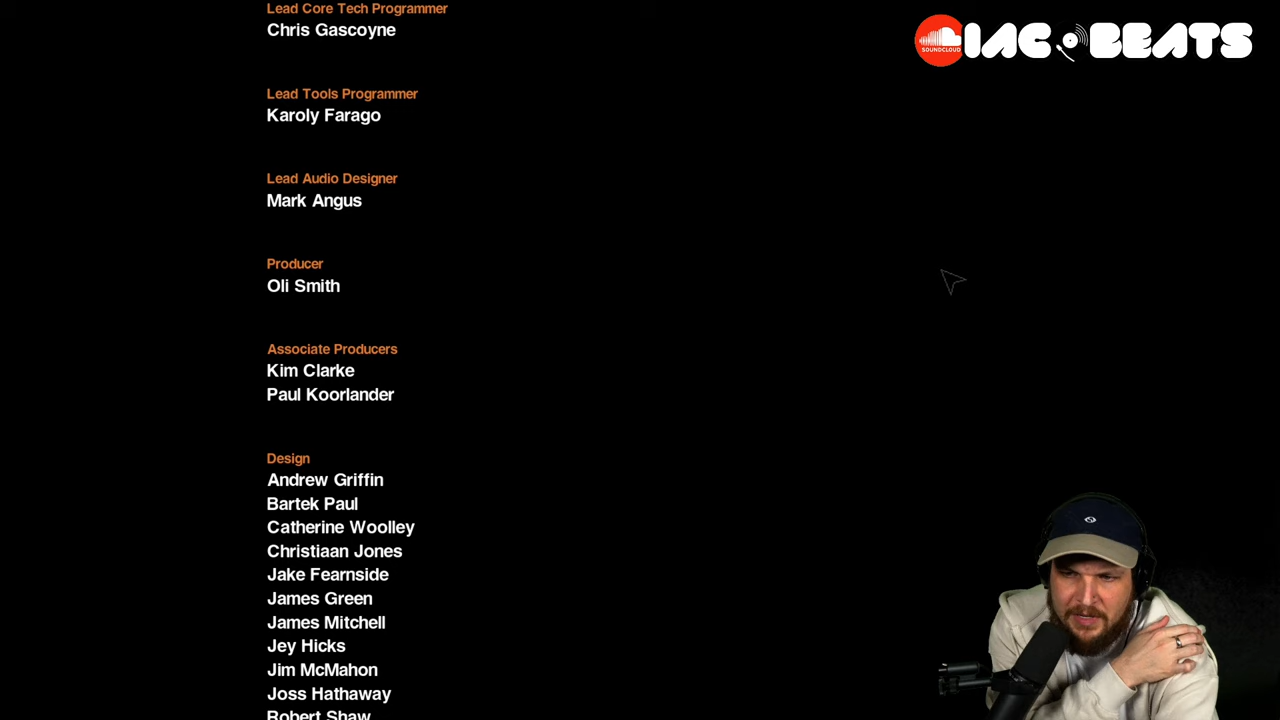 Lead Core Tech Programmer
Chris Gascoyne
Lead Tools Programmer
Karoly Farago
Lead Audio Designer
Mark Angus
Producer
Oli Smith
Associate Producers
Kim Clarke
Paul Koorlander
Design
Andrew Griffin
Bartek Paul
Catherine Woolley
Christiaan Jones
Jake Fearnside
James Green
James Mitchell
Jey Hicks
Jim McMahon
Joss Hathaway
Robert Shaw
SOUNDCLOUD
IAC BEATS